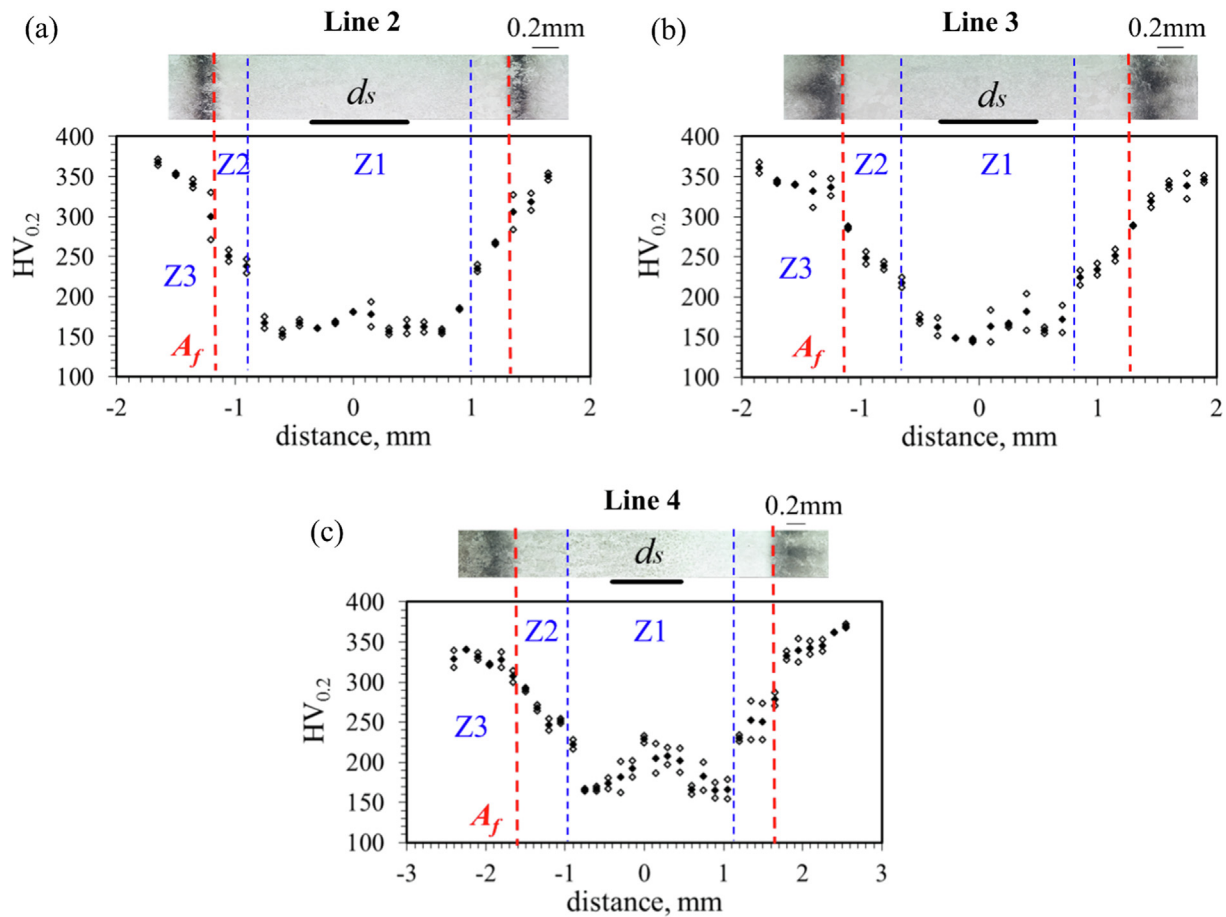 (a) Line 2 0.2mm
ds
400
350
300
250
200
150
100
HV0.2
Z2 Z1
Z3
Af
-2 -1 0 1 2
distance, mm
(b) Line 3 0.2mm
ds
400
350
300
250
200
150
100
HV0.2
Z2 Z1
Z3
Af
-2 -1 0 1 2
distance, mm
(c) Line 4 0.2mm
ds
400
350
300
250
200
150
100
HV0.2
Z2 Z1
Z3
Af
-3 -2 -1 0 1 2 3
distance, mm